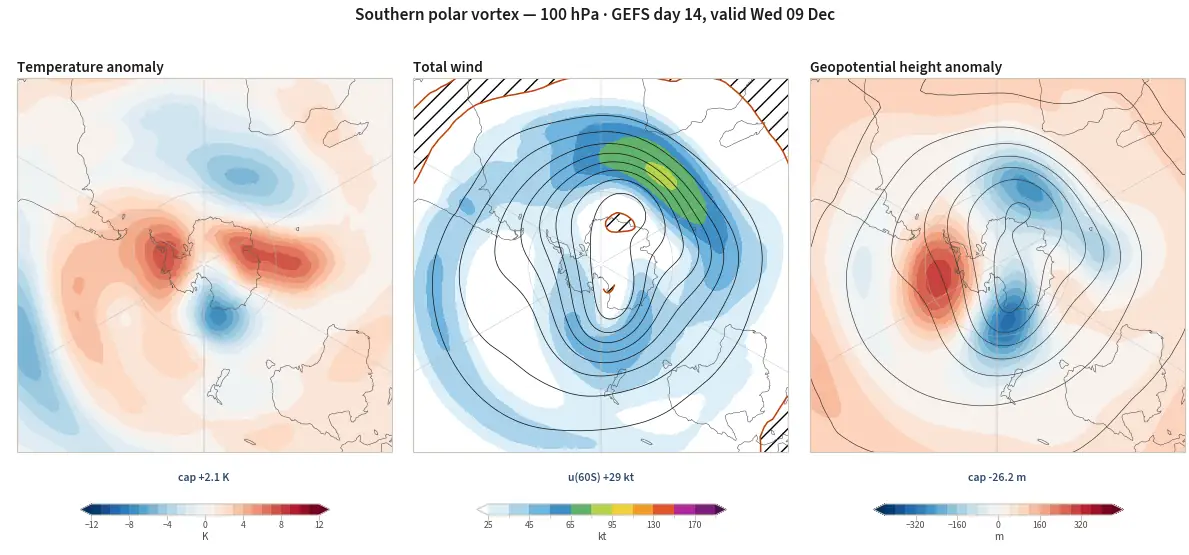 Southern polar vortex — 100 hPa · GEFS day 14, valid Wed 09 Dec
Temperature anomaly
Total wind
Geopotential height anomaly
cap +2.1 K
u(60S) +29 kt
cap -26.2 m
−12 −8 −4 0 4 8 12
K
25 45 65 95 130 170
kt
−320 −160 0 160 320
m